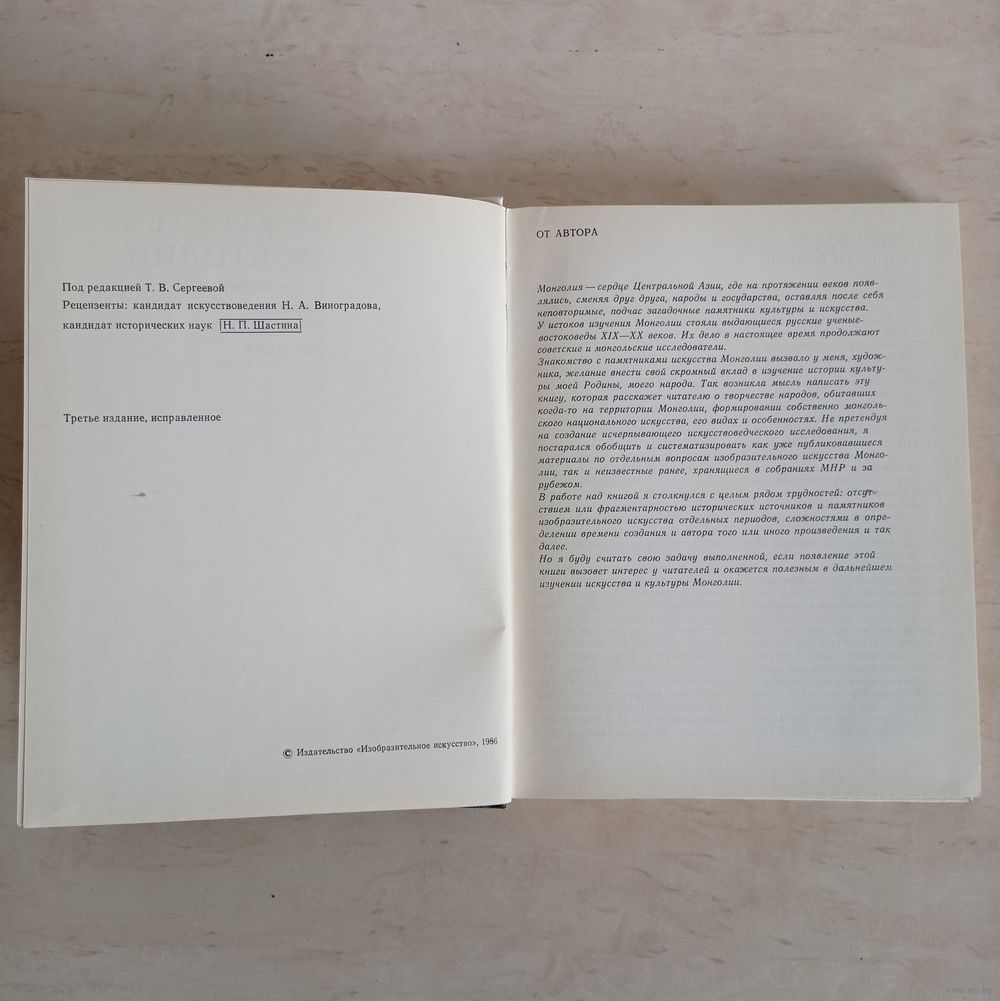 Под редакцией Т. В. Сергеевой
Рецензенты: кандидат искусствоведения Н. А. Виноградова,
кандидат исторических наук Н. П. Шастина
Третье издание, исправленное
© Издательство «Изобразительное искусство», 1986
ОТ АВТОРА
Монголия — сердце Центральной Азии, где на протяжении веков появ-
лялись, сменяя друг друга, народы и государства, оставляя после себя
неповторимые, подчас загадочные памятники культуры и искусства.
У истоков изучения Монголии стояли выдающиеся русские ученые-
востоковеды XIX—XX веков. Их дело в настоящее время продолжают
советские и монгольские исследователи.
Знакомство с памятниками искусства Монголии вызвало у меня, худож-
ника, желание внести свой скромный вклад в изучение истории культу-
ры моей Родины, моего народа. Так возникла мысль написать эту
книгу, которая расскажет читателю о творчестве народов, обитавших
когда-то на территории Монголии, формировании собственно монголь-
ского национального искусства, его видах и особенностях. Не претендуя
на создание исчерпывающего искусствоведческого исследования, я
постарался обобщить и систематизировать как уже публиковавшиеся
материалы по отдельным вопросам изобразительного искусства Монго-
лии, так и неизвестные ранее, хранящиеся в собраниях МНР и за
рубежом.
В работе над книгой я столкнулся с целым рядом трудностей: отсут-
ствием или фрагментарностью исторических источников и памятников
изобразительного искусства отдельных периодов, сложностями в опре-
делении времени создания и автора того или иного произведения и так
далее.
Но я буду считать свою задачу выполненной, если появление этой
книги вызовет интерес у читателей и окажется полезным в дальнейшем
изучении искусства и культуры Монголии.